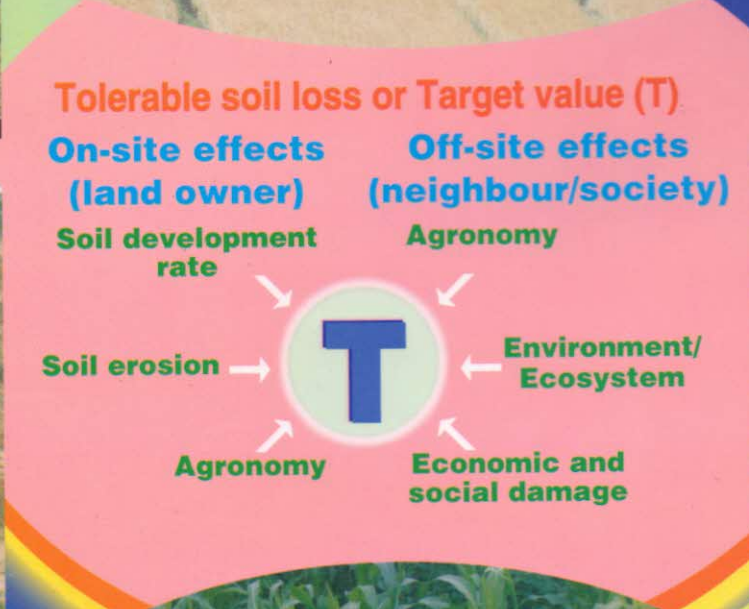 Tolerable soil loss or Target value (T)
On-site effects
(land owner)
Off-site effects
(neighbour/society)
Soil development
rate
Soil erosion
Agronomy
T
Agronomy
Environment/
Ecosystem
Economic and
social damage